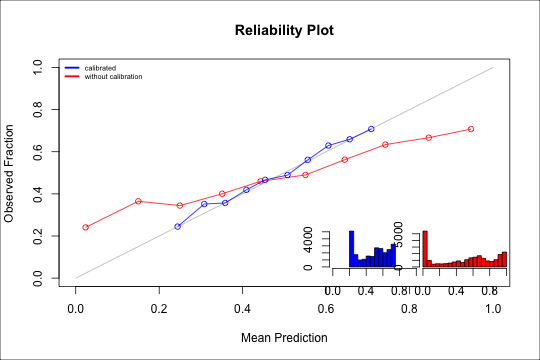 Reliability Plot
calibrated
without calibration
Observed Fraction
1.0
0.8
0.6
0.4
0.2
0.0
0.0 0.2 0.4 0.6 0.8 1.0
Mean Prediction
0 4000
0.0 0.4 0.8
0 5000
0.0 0.4 0.8